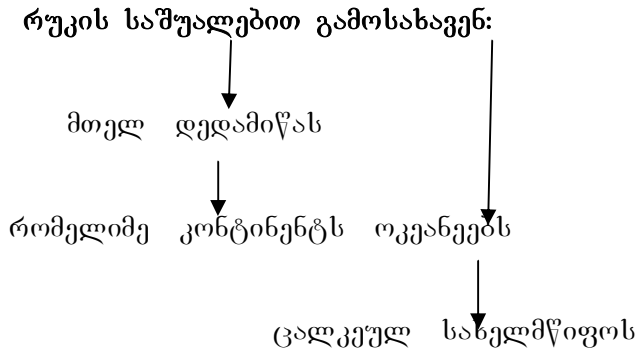 რუკის საშუალებით გამოსახავენ:
მთელ დედამიწას
რომელიმე კონტინენტს ოკეანეებს
ცალკეულ სახელმწიფოს